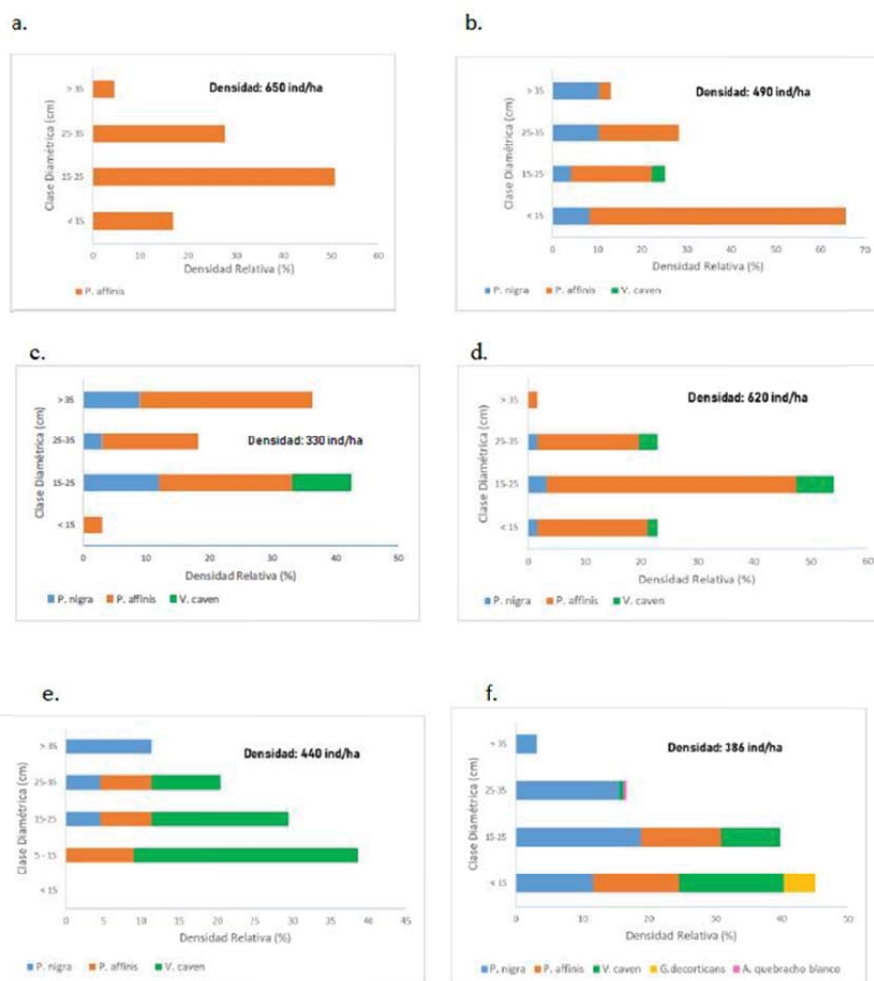 a.
Densidad: 650 ind/ha
Clase Diamétrica (cm)
> 35
25-35
15-25
< 15
0 10 20 30 40 50 60
Densidad Relativa (%)
P. affinis
b.
Densidad: 490 ind/ha
Clase Diamétrica (cm)
> 35
25-35
15-25
< 15
0 10 20 30 40 50 60 70
Densidad Relativa (%)
P. nigra P. affinis V. caven
c.
Densidad: 330 ind/ha
Clase Diamétrica (cm)
> 35
25-35
15-25
< 15
0 10 20 30 40 50
Densidad Relativa (%)
P. nigra P. affinis V. caven
d.
Densidad: 620 ind/ha
Clase Diamétrica (cm)
> 35
25-35
15-25
< 15
0 10 20 30 40 50 60
Densidad Relativa (%)
P. nigra P. affinis V. caven
e.
Densidad: 440 ind/ha
Clase Diamétrica (cm)
> 35
25-35
15-25
5 - 15
< 15
0 5 10 15 20 25 30 35 40 45
Densidad Relativa (%)
P. nigra P. affinis V. caven
f.
Densidad: 386 ind/ha
Clase Diamétrica (cm)
> 35
25-35
15-25
< 15
0 10 20 30 40 50
Densidad Relativa (%)
P. nigra P. affinis V. caven G.decorticans A. quebracho blanco